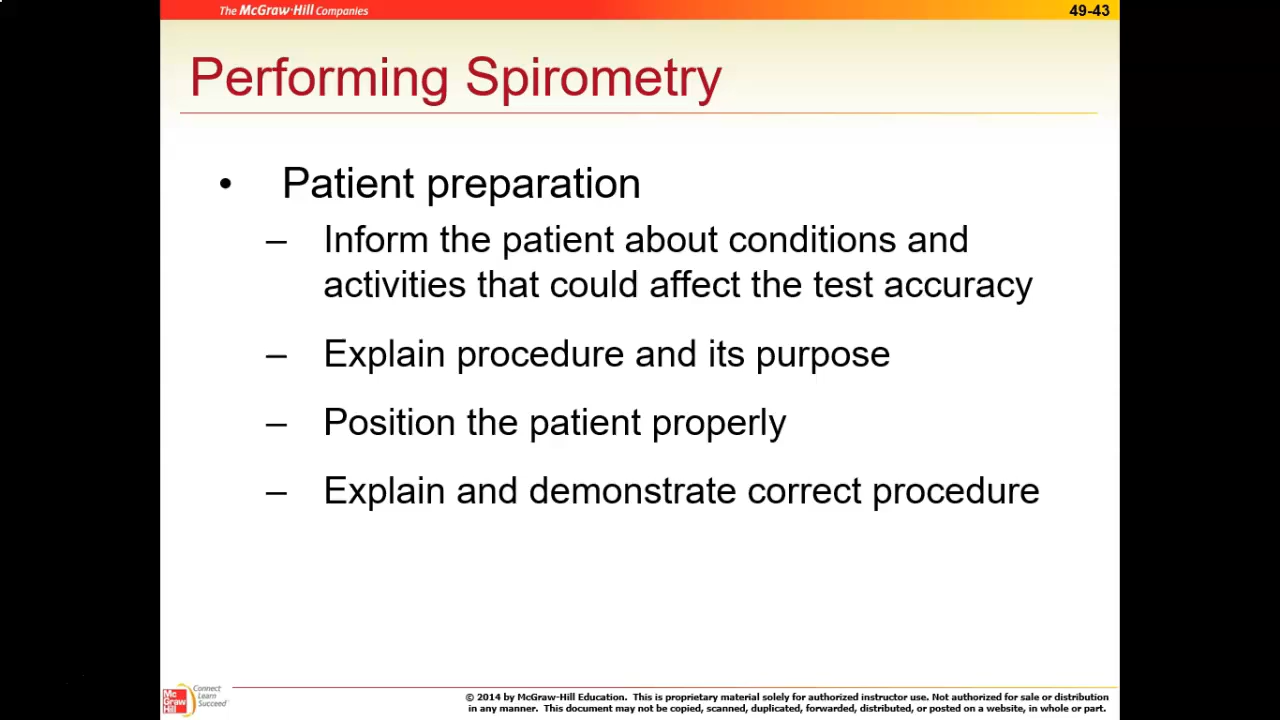 The McGraw-Hill Companies
49-43
Performing Spirometry
• Patient preparation
– Inform the patient about conditions and
activities that could affect the test accuracy
– Explain procedure and its purpose
– Position the patient properly
– Explain and demonstrate correct procedure
Mc
Graw
Hill
Connect
Learn
Succeed
© 2014 by McGraw-Hill Education. This is proprietary material solely for authorized instructor use. Not authorized for sale or distribution
in any manner. This document may not be copied, scanned, duplicated, forwarded, distributed, or posted on a website, in whole or part.